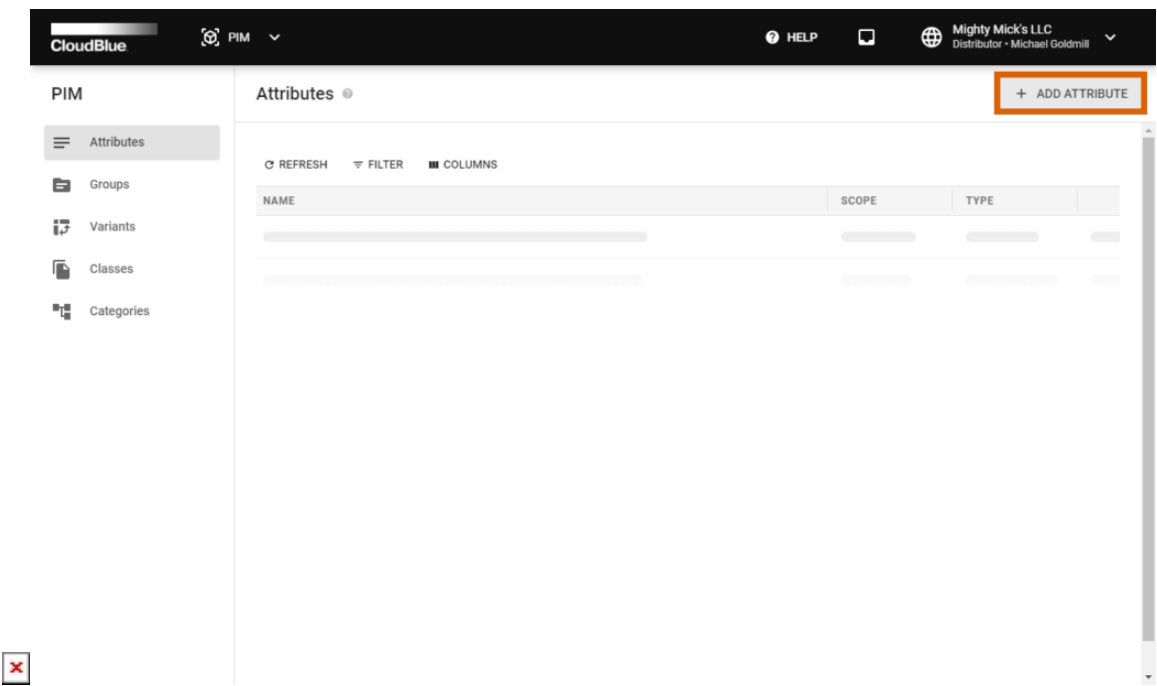 CloudBlue PIM HELP Mighty Mick's LLC
Distributor • Michael Goldmill
PIM
Attributes
+ ADD ATTRIBUTE
Attributes
Groups
Variants
Classes
Categories
REFRESH FILTER COLUMNS
NAME SCOPE TYPE